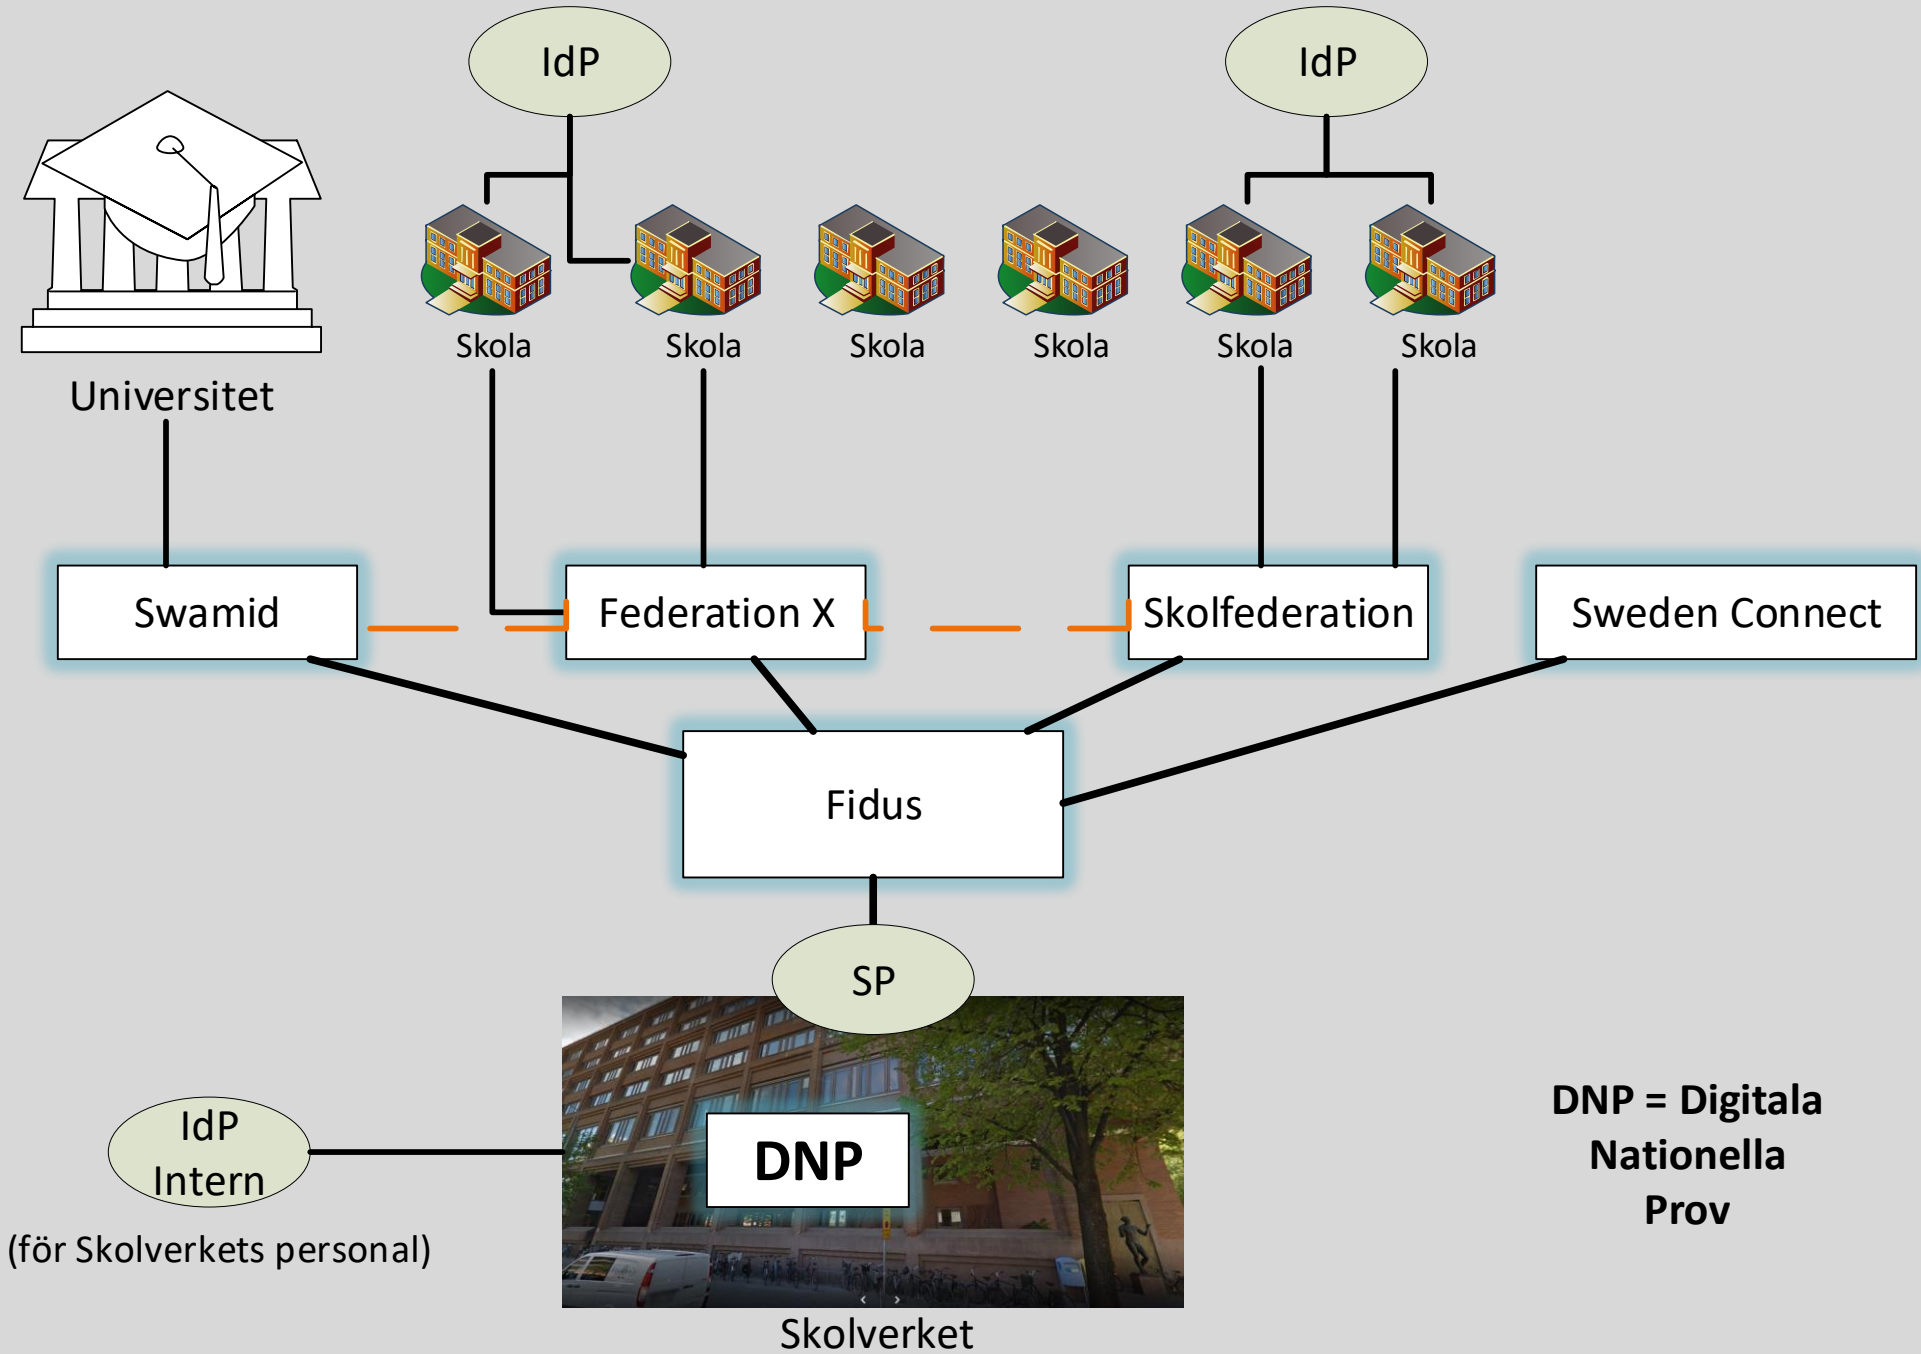 IdP
IdP
Universitet
Skola
Skola
Skola
Skola
Skola
Skola
Swamid
Federation X
Skolfederation
Sweden Connect
Fidus
SP
IdP
Intern
(för Skolverkets personal)
DNP
Skolverket
DNP = Digitala
Nationella
Prov